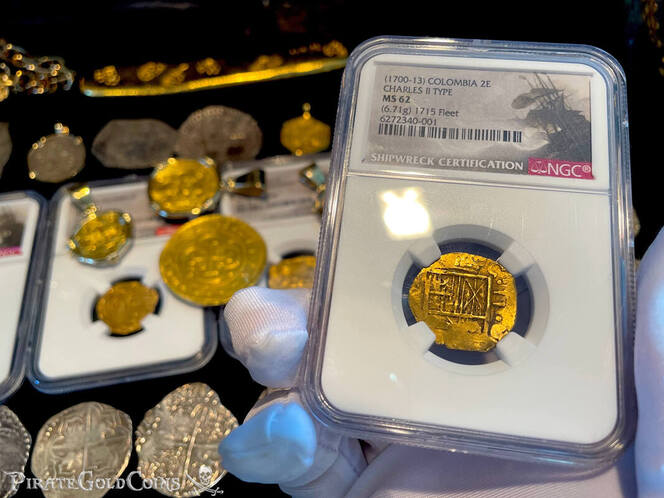 (1700-13) COLOMBIA 2E
CHARLES II TYPE
MS 62
(6.71g) 1715 Fleet
6272340-001
SHIPWRECK CERTIFICATION NGC®
PIRATEGOLDCOINS